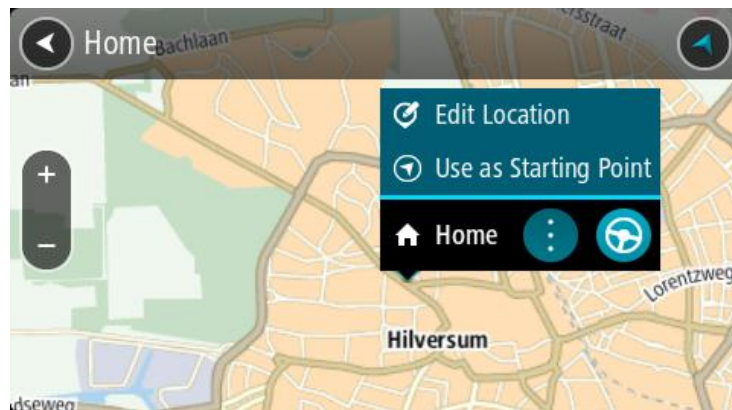 Home
Bachlaan
Edit Location
Use as Starting Point
+
Home
–
Lorentzweg
Hilversum